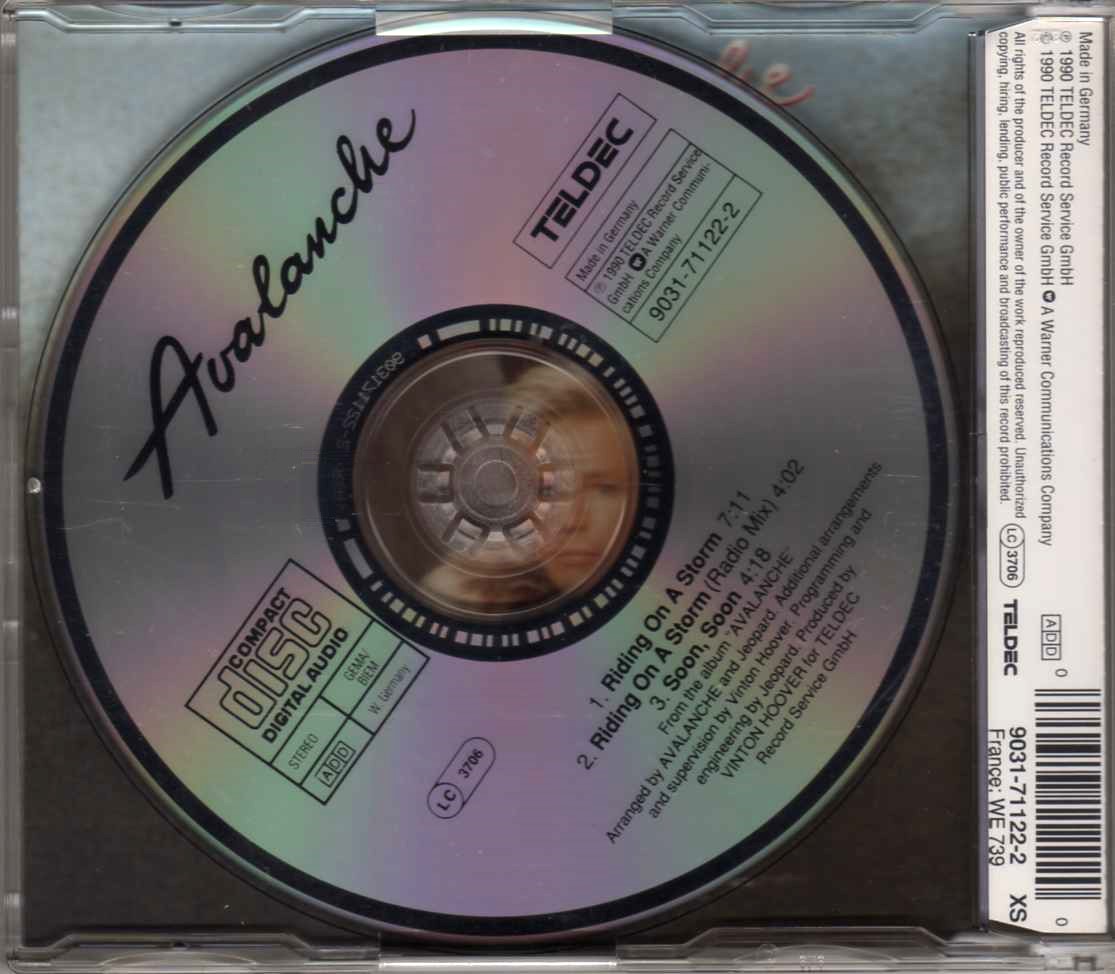 Avalanche
TELDEC
Made in Germany
℗ 1990 TELDEC Record Service
GmbH A Warner Communi-
cations Company
9031-71122-2
COMPACT
disc
DIGITAL AUDIO
STEREO
GEMA/
BIEM
ADD
W. Germany
LC 3706
1. Riding On A Storm 7:11
2. Riding On A Storm (Radio Mix) 4:02
3. Soon, Soon 4:18
From the album "AVALANCHE"
Arranged by AVALANCHE and Jeopard. Additional arrangements
and supervision by Vinton Hoover. Programming and
engineering by Jeopard. Produced by
VINTON HOOVER for TELDEC
Record Service GmbH
Made in Germany
℗ 1990 TELDEC Record Service GmbH
© 1990 TELDEC Record Service GmbH A Warner Communications Company
All rights of the producer and of the owner of the work reproduced reserved. Unauthorized
copying, hiring, lending, public performance and broadcasting of this record prohibited.
LC 3706
TELDEC
ADD
0
0
9031-71122-2 XS
France: WE 739